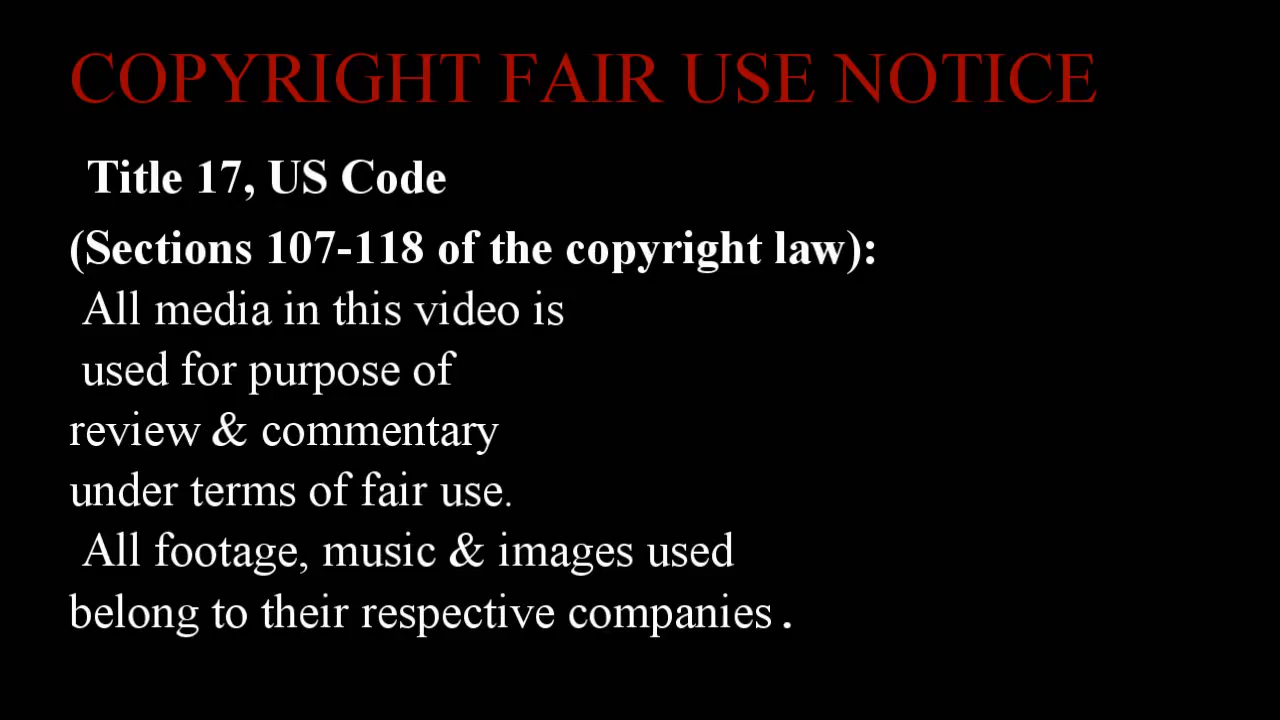 COPYRIGHT FAIR USE NOTICE
Title 17, US Code
(Sections 107-118 of the copyright law):
All media in this video is
used for purpose of
review & commentary
under terms of fair use.
All footage, music & images used
belong to their respective companies.